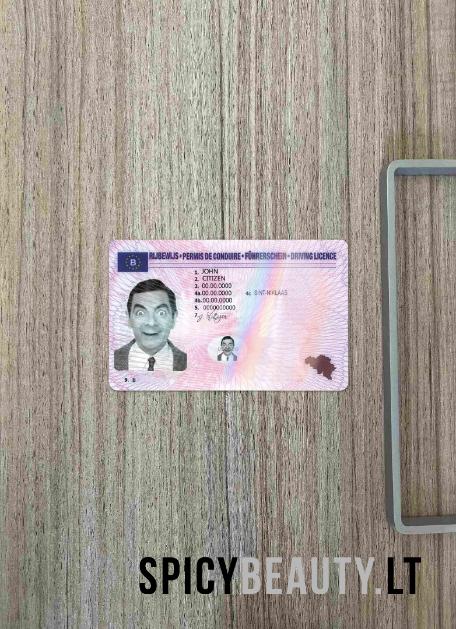 B RIJBEWIJS • PERMIS DE CONDUIRE • FÜHRERSCHEIN • DRIVING LICENCE
1. JOHN
2. CITIZEN
3. 00.00.0000
4a.00.00.0000 4c SINT-NIKLAAS
4b.00.00.0000
5. 0000000000
7.
9. B
SPICYBEAUTY.LT